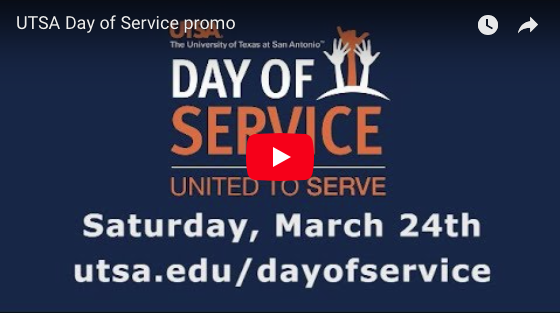 UTSA Day of Service promo
UTSA
The University of Texas at San Antonio™
DAY OF
SERVICE
UNITED TO SERVE
Saturday, March 24th
utsa.edu/dayofservice